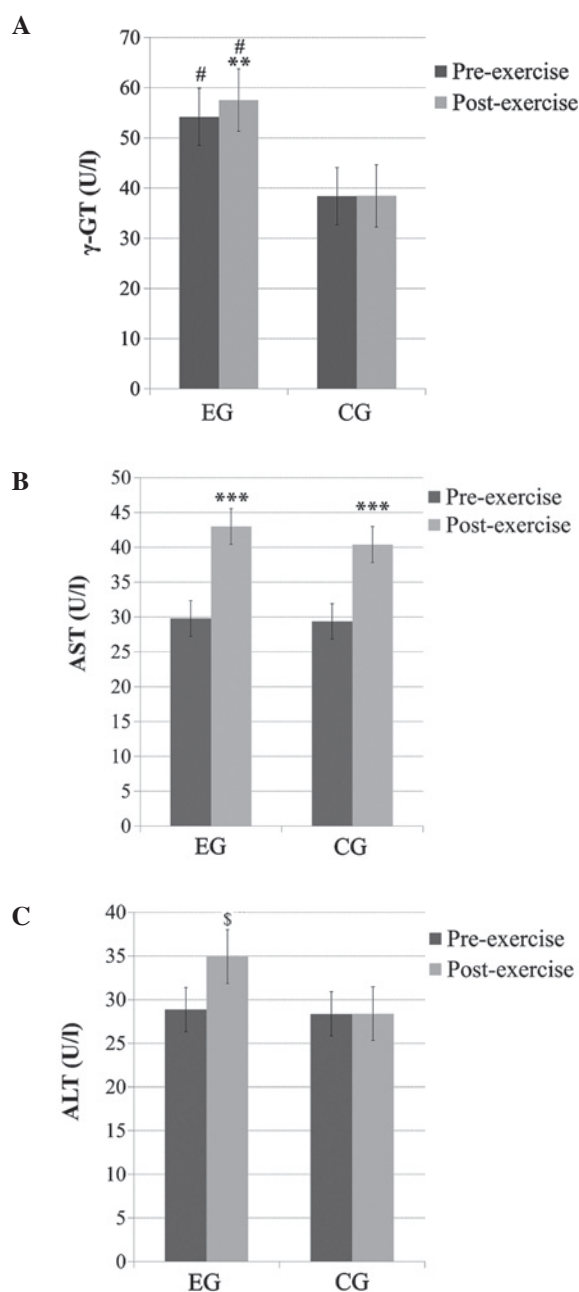 A
70
60
50
40
30
20
10
0
γ-GT (U/l)
#
#
**
EG
CG
Pre-exercise
Post-exercise
B
50
45
40
35
30
25
20
15
10
5
0
AST (U/l)
***
***
EG
CG
Pre-exercise
Post-exercise
C
40
35
30
25
20
15
10
5
0
ALT (U/l)
$
EG
CG
Pre-exercise
Post-exercise